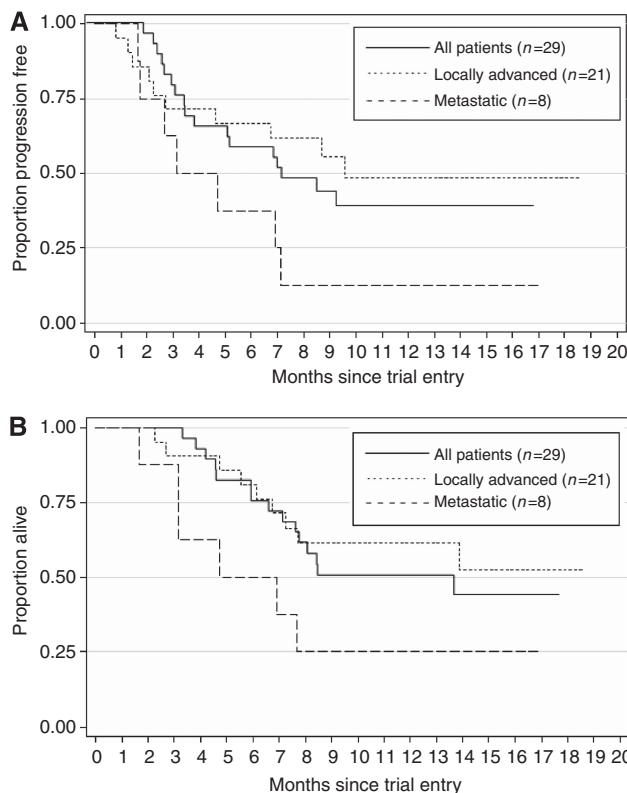 A
1.00
0.75
0.50
0.25
0.00
Proportion progression free
All patients (n=29)
Locally advanced (n=21)
Metastatic (n=8)
0 1 2 3 4 5 6 7 8 9 10 11 12 13 14 15 16 17 18 19 20
Months since trial entry
B
1.00
0.75
0.50
0.25
0.00
Proportion alive
All patients (n=29)
Locally advanced (n=21)
Metastatic (n=8)
0 1 2 3 4 5 6 7 8 9 10 11 12 13 14 15 16 17 18 19 20
Months since trial entry